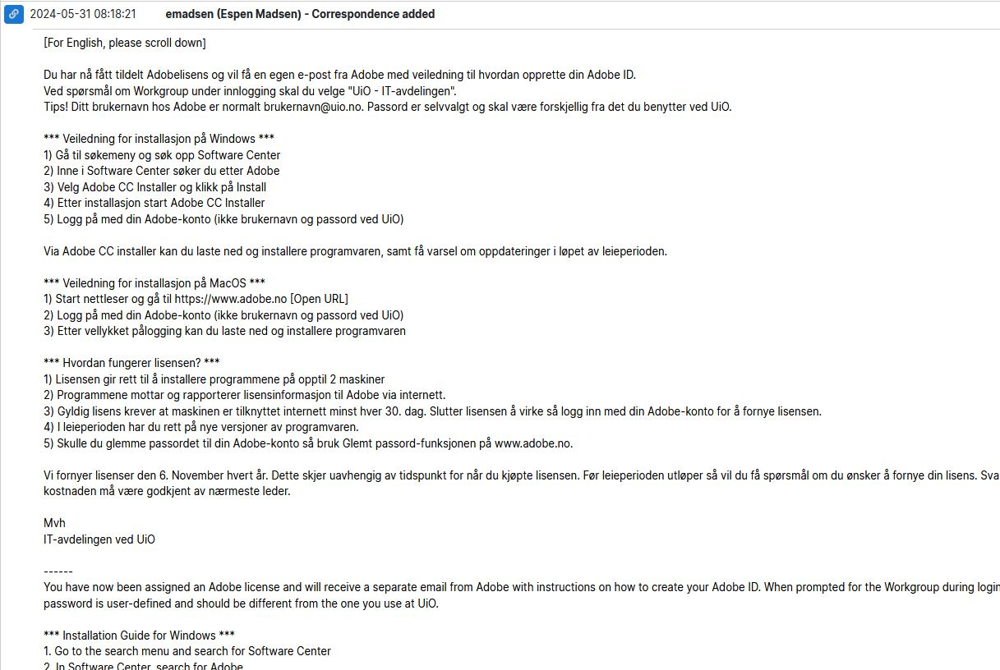 2024-05-31 08:18:21 emadsen (Espen Madsen) - Correspondence added
[For English, please scroll down]
Du har nå fått tildelt Adobelisens og vil få en egen e-post fra Adobe med veiledning til hvordan opprette din Adobe ID.
Ved spørsmål om Workgroup under innlogging skal du velge "UiO - IT-avdelingen".
Tips! Ditt brukernavn hos Adobe er normalt brukernavn@uio.no. Passord er selvvalgt og skal være forskjellig fra det du benytter ved UiO.
*** Veiledning for installasjon på Windows ***
1) Gå til søkemeny og søk opp Software Center
2) Inne i Software Center søker du etter Adobe
3) Velg Adobe CC Installer og klikk på Install
4) Etter installasjon start Adobe CC Installer
5) Logg på med din Adobe-konto (ikke brukernavn og passord ved UiO)
Via Adobe CC installer kan du laste ned og installere programvaren, samt få varsel om oppdateringer i løpet av leieperioden.
*** Veiledning for installasjon på MacOS ***
1) Start nettleser og gå til https://www.adobe.no [Open URL]
2) Logg på med din Adobe-konto (ikke brukernavn og passord ved UiO)
3) Etter vellykket pålogging kan du laste ned og installere programvaren
*** Hvordan fungerer lisensen? ***
1) Lisensen gir rett til å installere programmene på opptil 2 maskiner
2) Programmene mottar og rapporterer lisensinformasjon til Adobe via internett.
3) Gyldig lisens krever at maskinen er tilknyttet internett minst hver 30. dag. Slutter lisensen å virke så logg inn med din Adobe-konto for å fornye lisensen.
4) I leieperioden har du rett på nye versjoner av programvaren.
5) Skulle du glemme passordet til din Adobe-konto så bruk Glemt passord-funksjonen på www.adobe.no.
Vi fornyer lisenser den 6. November hvert år. Dette skjer uavhengig av tidspunkt for når du kjøpte lisensen. Før leieperioden utløper så vil du få spørsmål om du ønsker å fornye din lisens. Sva
kostnaden må være godkjent av nærmeste leder.
Mvh
IT-avdelingen ved UiO
------
You have now been assigned an Adobe license and will receive a separate email from Adobe with instructions on how to create your Adobe ID. When prompted for the Workgroup during login
password is user-defined and should be different from the one you use at UiO.
*** Installation Guide for Windows ***
1. Go to the search menu and search for Software Center
2. In Software Center, search for Adobe